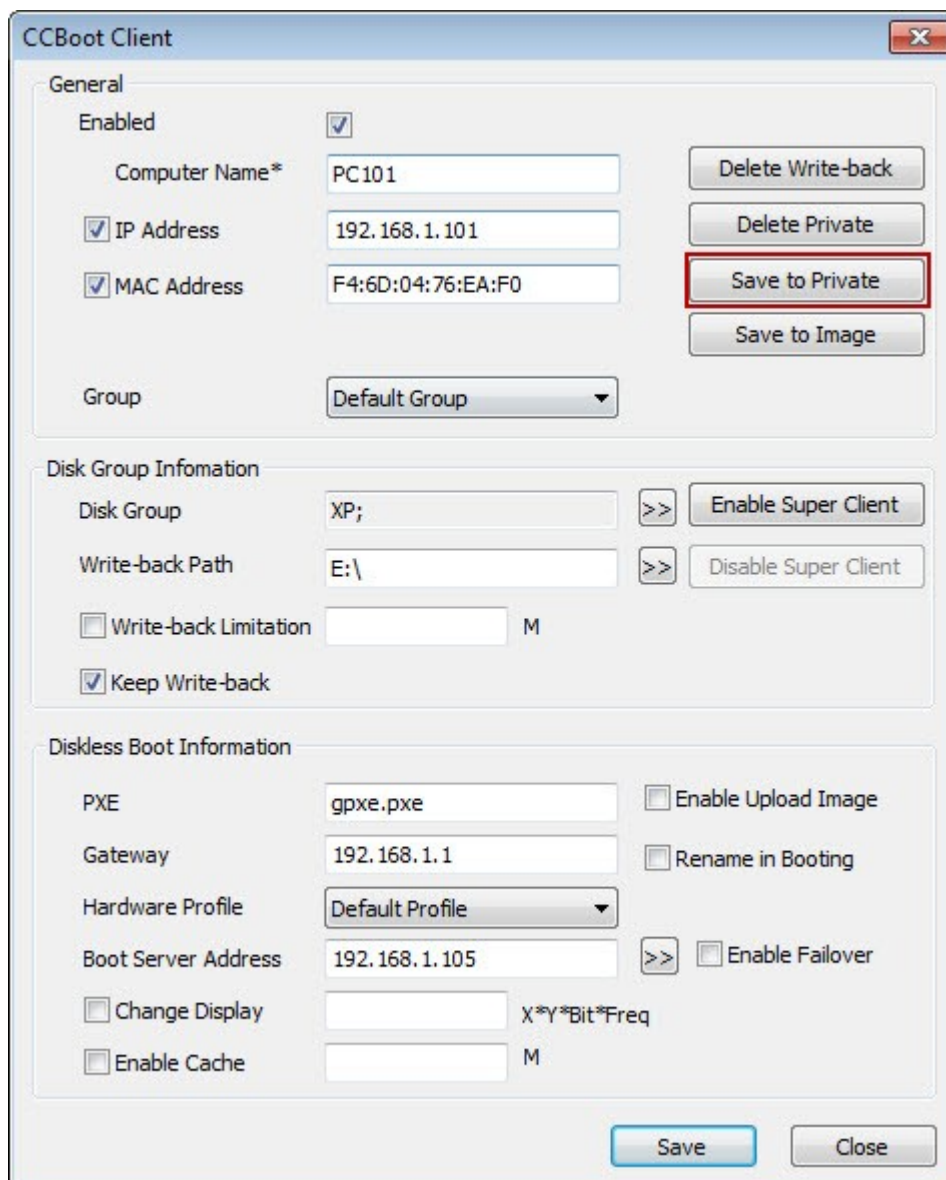 CCBoot Client
General
Enabled
Computer Name* PC101 Delete Write-back
IP Address 192.168.1.101 Delete Private
MAC Address F4:6D:04:76:EA:F0 Save to Private
Save to Image
Group Default Group
Disk Group Infomation
Disk Group XP; >> Enable Super Client
Write-back Path E:\ >> Disable Super Client
Write-back Limitation M
Keep Write-back
Diskless Boot Information
PXE gpxe.pxe Enable Upload Image
Gateway 192.168.1.1 Rename in Booting
Hardware Profile Default Profile
Boot Server Address 192.168.1.105 >> Enable Failover
Change Display X*Y*Bit*Freq
Enable Cache M
Save Close